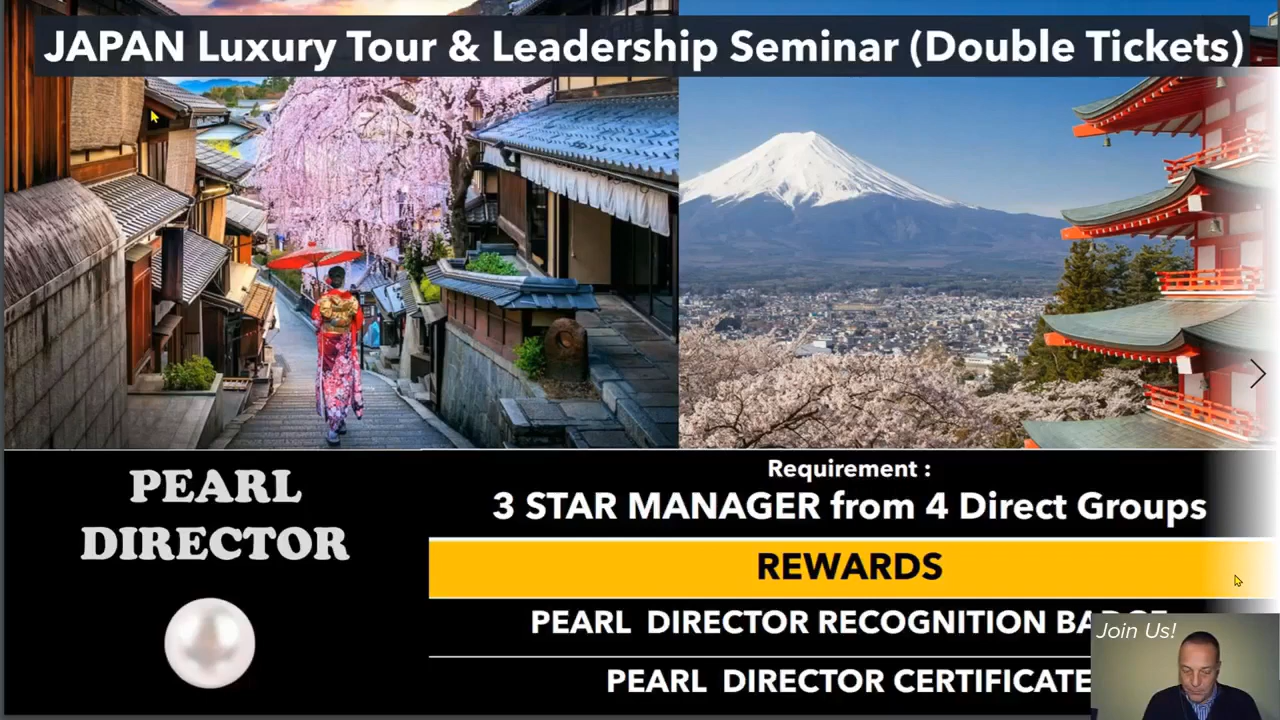 JAPAN Luxury Tour & Leadership Seminar (Double Tickets)
PEARL
DIRECTOR
Requirement :
3 STAR MANAGER from 4 Direct Groups
REWARDS
PEARL DIRECTOR RECOGNITION BADGE
PEARL DIRECTOR CERTIFICATE
Join Us!